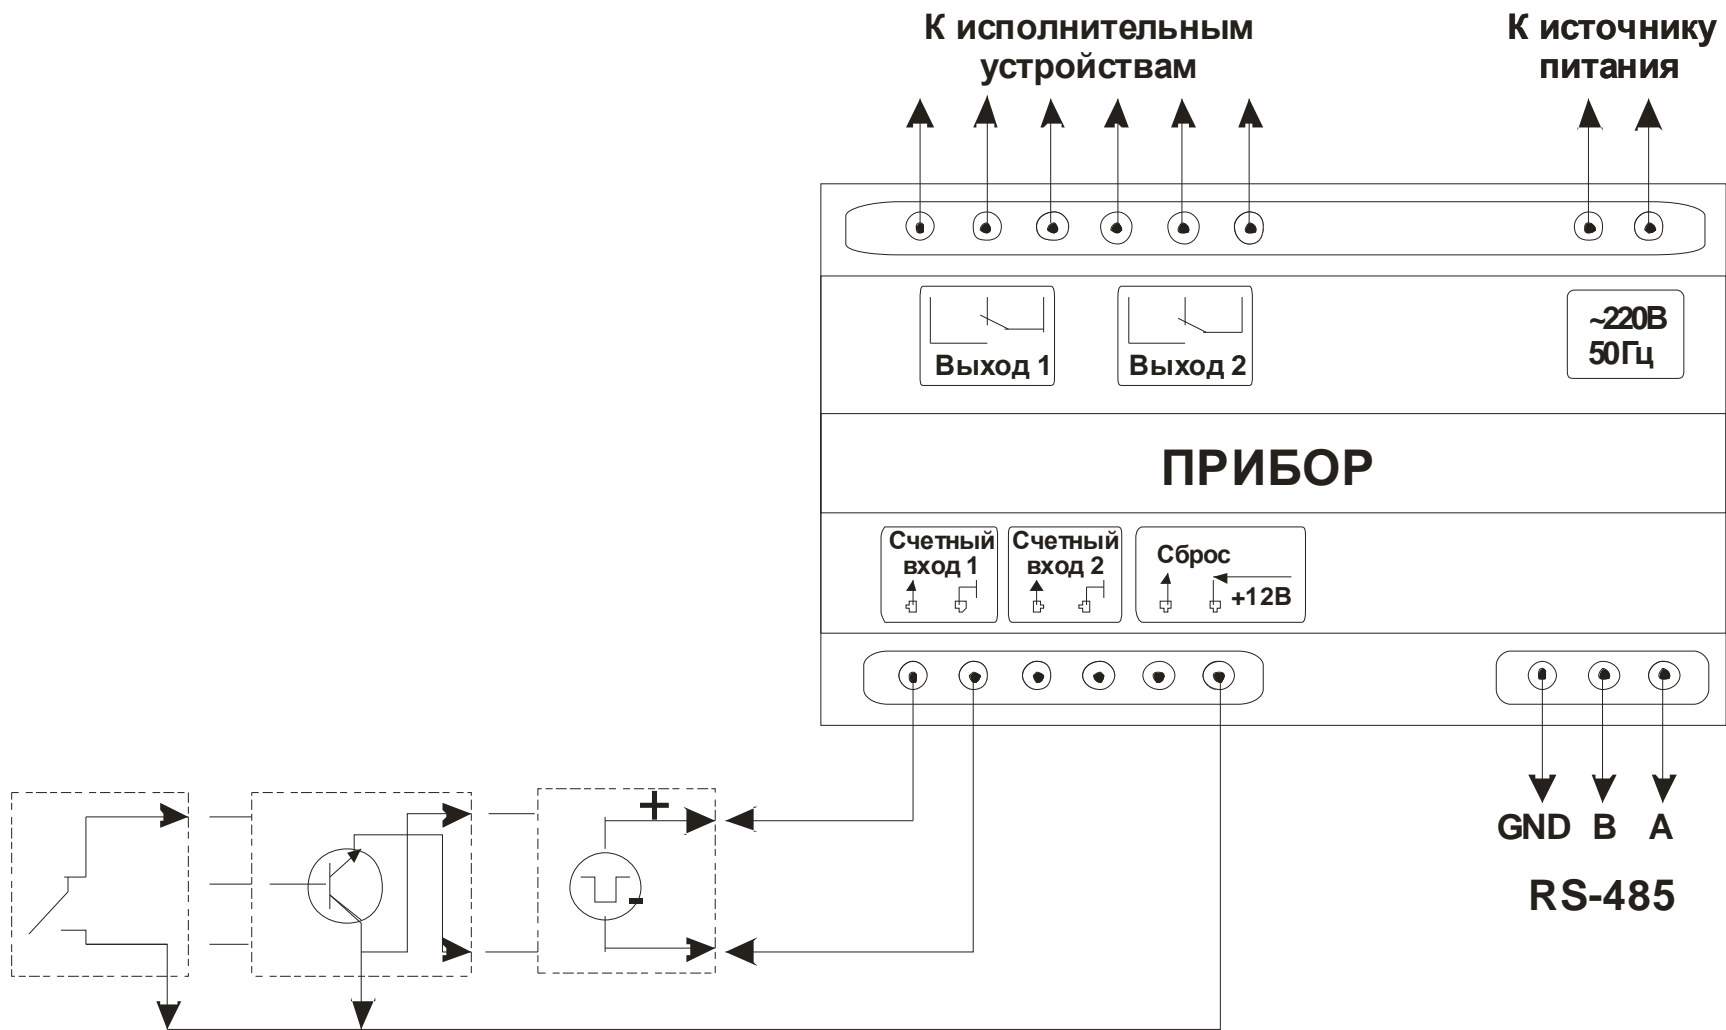 К исполнительным
устройствам
К источнику
питания
Выход 1
Выход 2
~220В
50Гц
ПРИБОР
Счетный
вход 1
Счетный
вход 2
Сброс
+12В
+
-
GND B A
RS-485